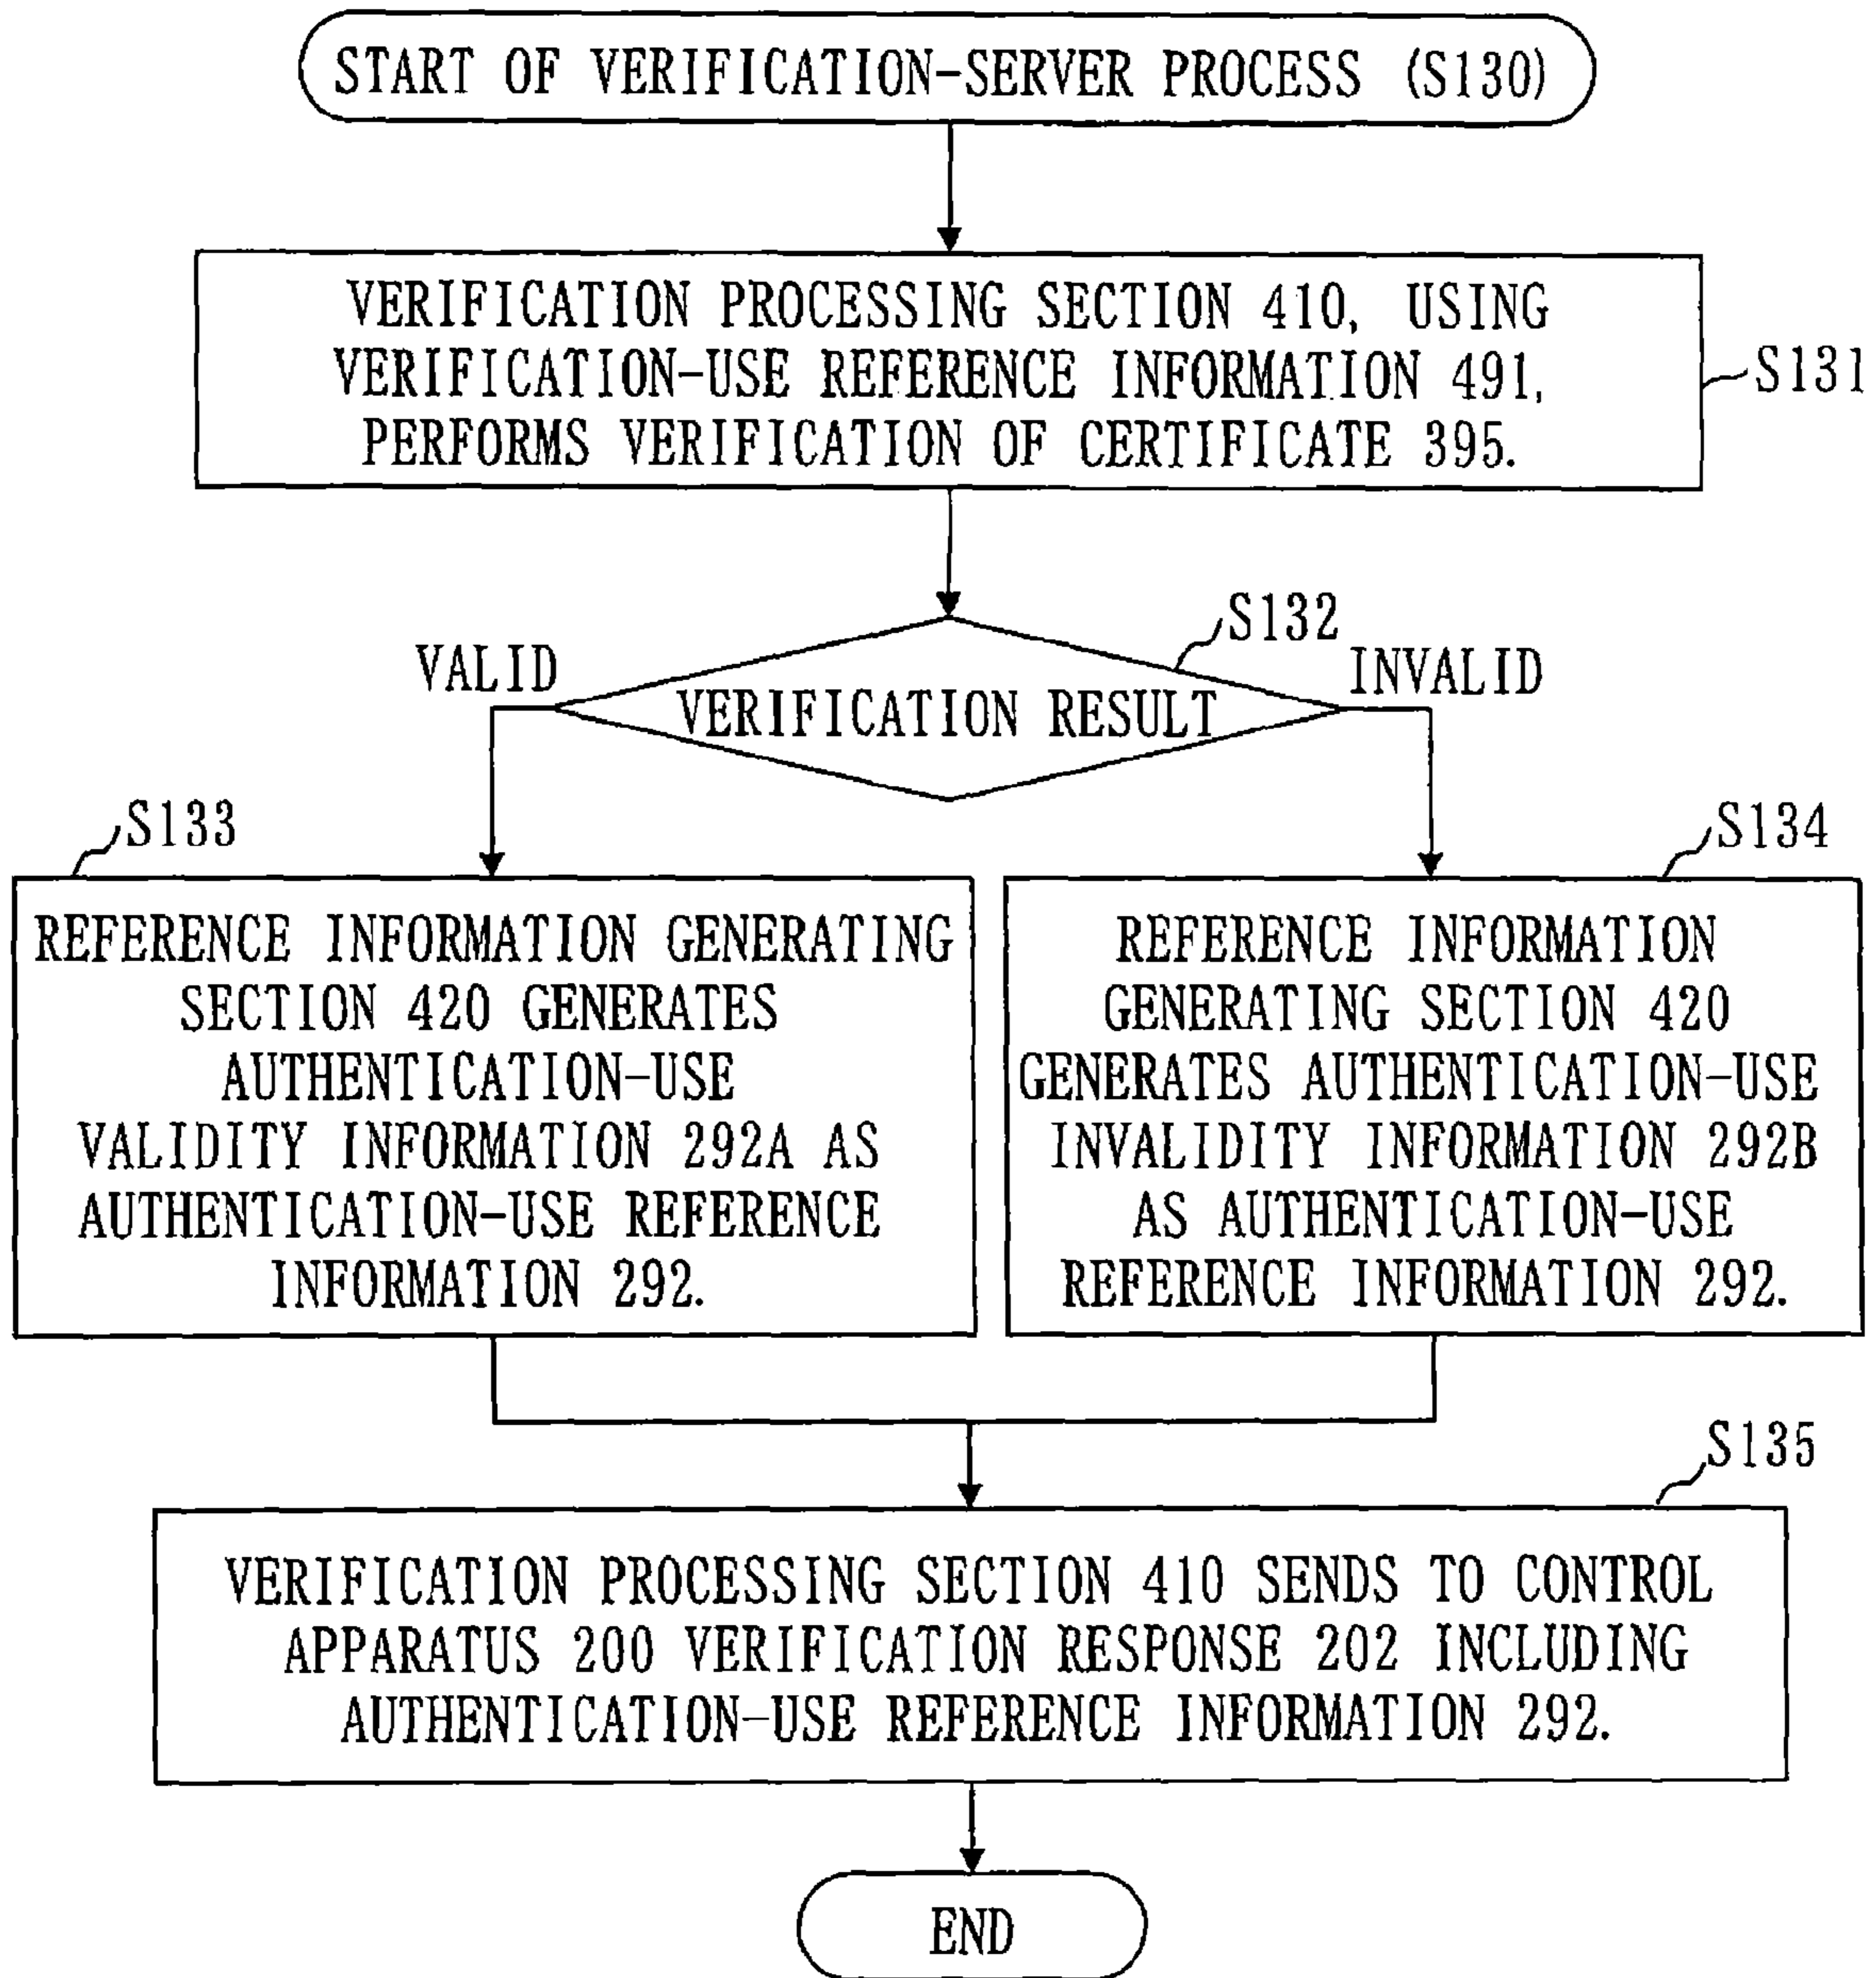 START OF VERIFICATION-SERVER PROCESS (S130)
VERIFICATION PROCESSING SECTION 410, USING
VERIFICATION-USE REFERENCE INFORMATION 491,
PERFORMS VERIFICATION OF CERTIFICATE 395.
S131
S132
VALID
INVALID
VERIFICATION RESULT
S133
REFERENCE INFORMATION GENERATING
SECTION 420 GENERATES
AUTHENTICATION-USE
VALIDITY INFORMATION 292A AS
AUTHENTICATION-USE REFERENCE
INFORMATION 292.
S134
REFERENCE INFORMATION
GENERATING SECTION 420
GENERATES AUTHENTICATION-USE
INVALIDITY INFORMATION 292B
AS AUTHENTICATION-USE
REFERENCE INFORMATION 292.
S135
VERIFICATION PROCESSING SECTION 410 SENDS TO CONTROL
APPARATUS 200 VERIFICATION RESPONSE 202 INCLUDING
AUTHENTICATION-USE REFERENCE INFORMATION 292.
END